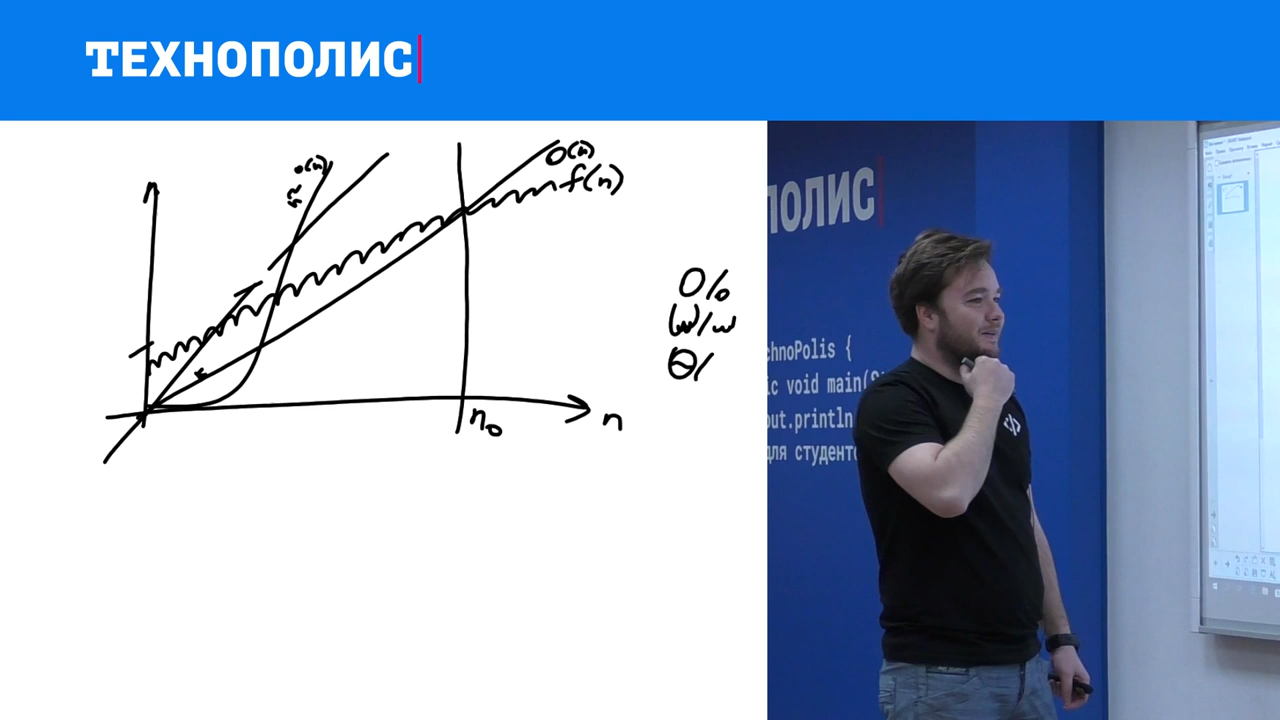 ТЕХНОПОЛИС
n
o(n)
O(n)
f(n)
n₀
n
O/o
ω/ω
Θ/
ПОЛИС
chnoPolis {
ic void main(S
out.println
для студенто